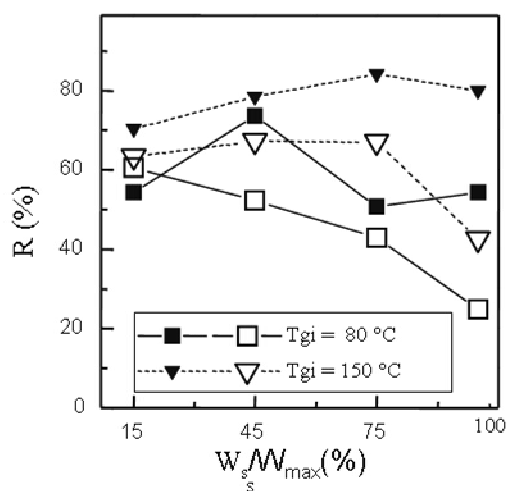 R (%)
80
60
40
20
0
Tgi = 80 °C
Tgi = 150 °C
15 45 75 100
Ws/Wmax(%)
s